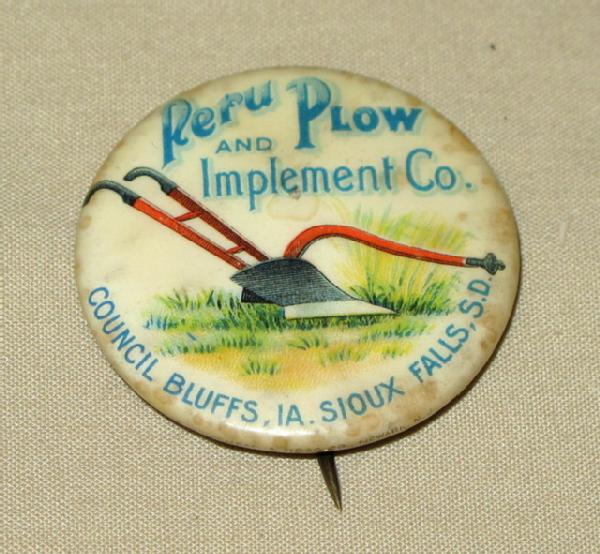 Peru Plow
AND
Implement Co.
COUNCIL BLUFFS, IA. SIOUX FALLS, S.D.